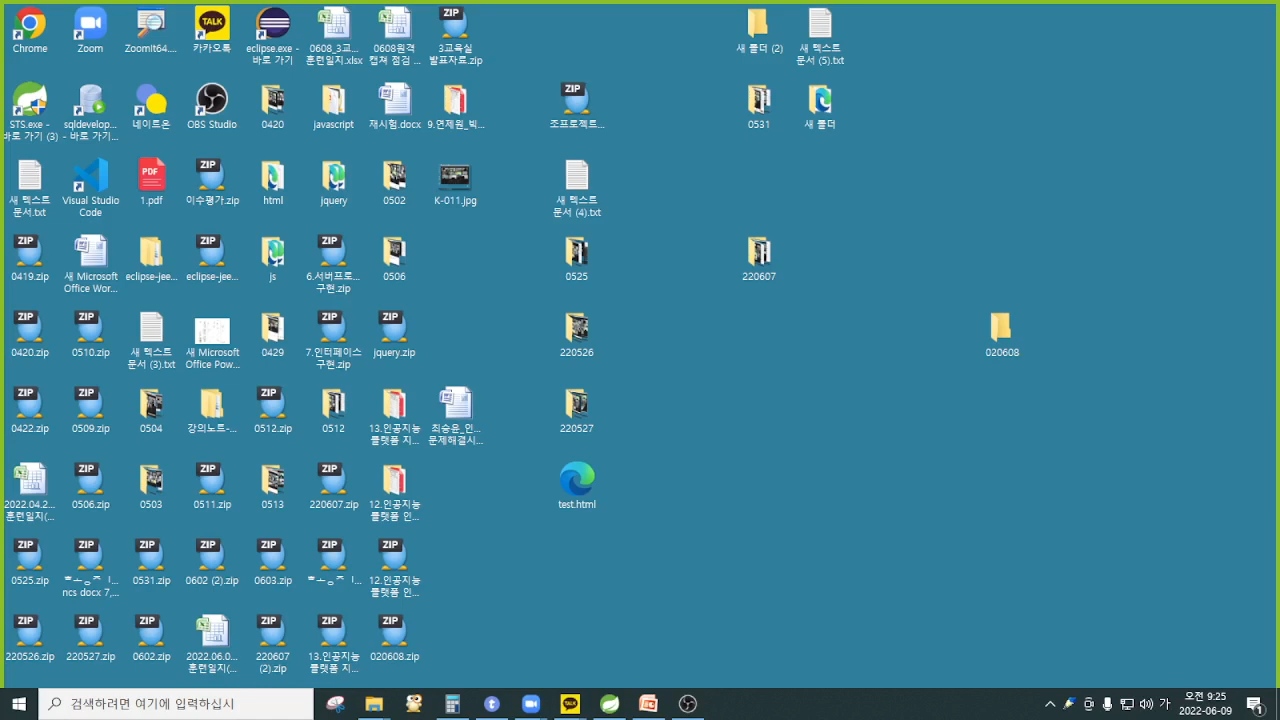 Chrome
Zoom
ZoomIt64....
카카오톡
eclipse.exe -
바로 가기
0608_3교...
훈련일지.xlsx
0608원격
캡쳐 점검 ...
3교육실
발표자료.zip
새 폴더 (2)
새 텍스트
문서 (5).txt
STS.exe -
바로 가기 (3)
sqldevelop...
- 바로 가기...
네이트온
OBS Studio
0420
javascript
재시험.docx
9.연제원_빅...
조프로젝트...
0531
새 폴더
새 텍스트
문서.txt
Visual Studio
Code
1.pdf
이수평가.zip
html
jquery
0502
K-011.jpg
새 텍스트
문서 (4).txt
0419.zip
새 Microsoft
Office Wor...
eclipse-jee...
eclipse-jee...
js
6.서버프로...
구현.zip
0506
0525
220607
0420.zip
0510.zip
새 텍스트
문서 (3).txt
새 Microsoft
Office Pow...
0429
7.인터페이스
구현.zip
jquery.zip
220526
020608
0422.zip
0509.zip
0504
강의노트-...
0512.zip
0512
13.인공지능
플랫폼 지...
최승윤_인...
문제해결시...
220527
2022.04.2...
훈련일지(...
0506.zip
0503
0511.zip
0513
220607.zip
12.인공지능
플랫폼 인...
test.html
0525.zip
ncs docx 7,...
0531.zip
0602 (2).zip
0603.zip
12.인공지능
플랫폼 인...
220526.zip
220527.zip
0602.zip
2022.06.0...
훈련일지(...
220607
(2).zip
13.인공지능
플랫폼 지...
020608.zip
검색하려면 여기에 입력하십시
가
오전 9:25
2022-06-09